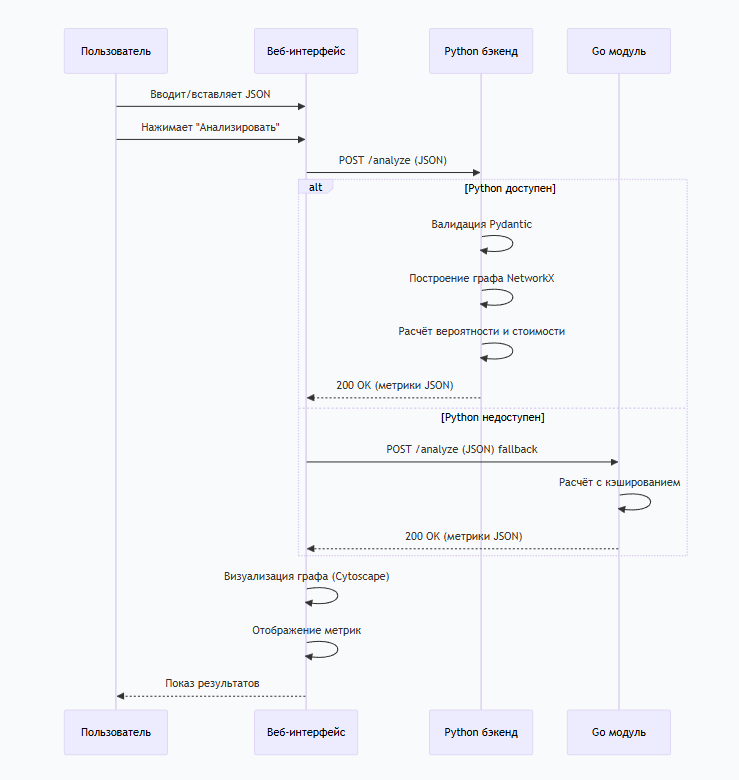 Пользователь
Веб-интерфейс
Python бэкенд
Go модуль
Вводит/вставляет JSON
Нажимает "Анализировать"
POST /analyze (JSON)
alt
[Python доступен]
Валидация Pydantic
Построение графа NetworkX
Расчёт вероятности и стоимости
200 OK (метрики JSON)
[Python недоступен]
POST /analyze (JSON) fallback
Расчёт с кэшированием
200 OK (метрики JSON)
Визуализация графа (Cytoscape)
Отображение метрик
Показ результатов
Пользователь
Веб-интерфейс
Python бэкенд
Go модуль